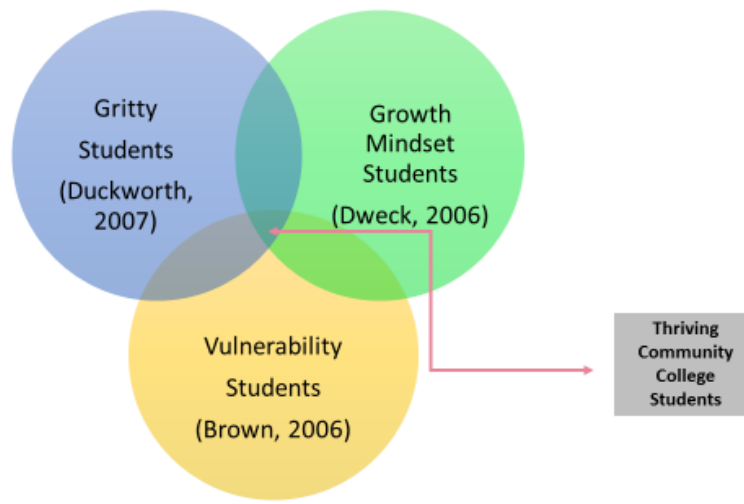 Gritty
Students
(Duckworth,
2007)
Growth
Mindset
Students
(Dweck, 2006)
Vulnerability
Students
(Brown, 2006)
Thriving
Community
College
Students